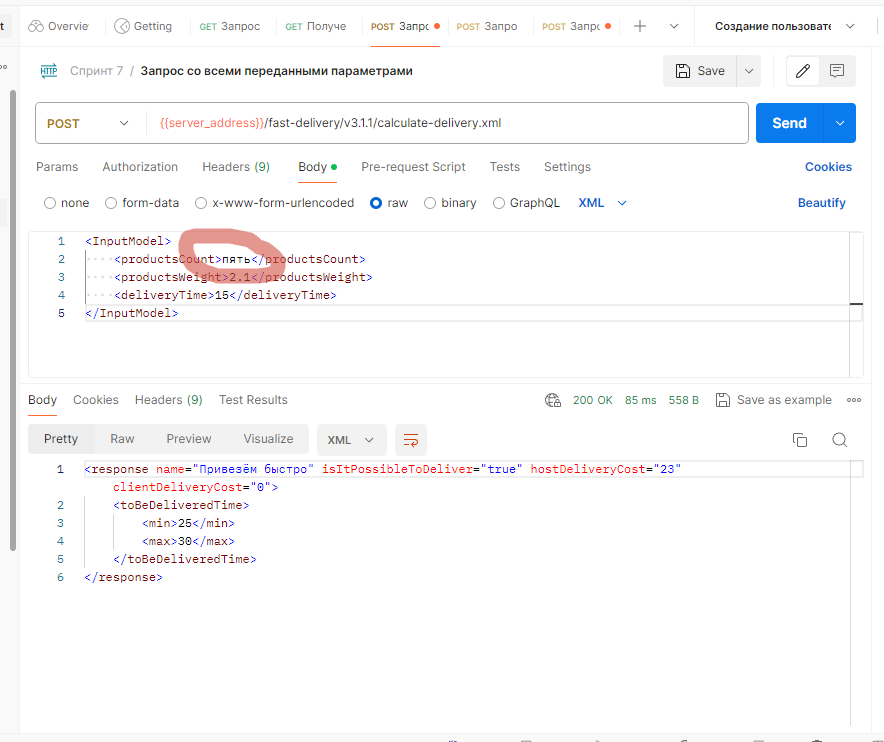 t Overvie Getting GET Запрос GET Получе POST Запрс POST Запро POST Запрс Создание пользовате
HTTP Спринт 7 / Запрос со всеми переданными параметрами Save
POST {{server_address}}/fast-delivery/v3.1.1/calculate-delivery.xml Send
Params Authorization Headers (9) Body Pre-request Script Tests Settings Cookies
none form-data x-www-form-urlencoded raw binary GraphQL XML Beautify
1 <InputModel>
2 ····<productsCount>пять</productsCount>
3 ····<productsWeight>2.1</productsWeight>
4 ····<deliveryTime>15</deliveryTime>
5 </InputModel>
Body Cookies Headers (9) Test Results 200 OK 85 ms 558 B Save as example
Pretty Raw Preview Visualize XML
1 <response name="Привезём быстро" isItPossibleToDeliver="true" hostDeliveryCost="23"
clientDeliveryCost="0">
2 <toBeDeliveredTime>
3 <min>25</min>
4 <max>30</max>
5 </toBeDeliveredTime>
6 </response>